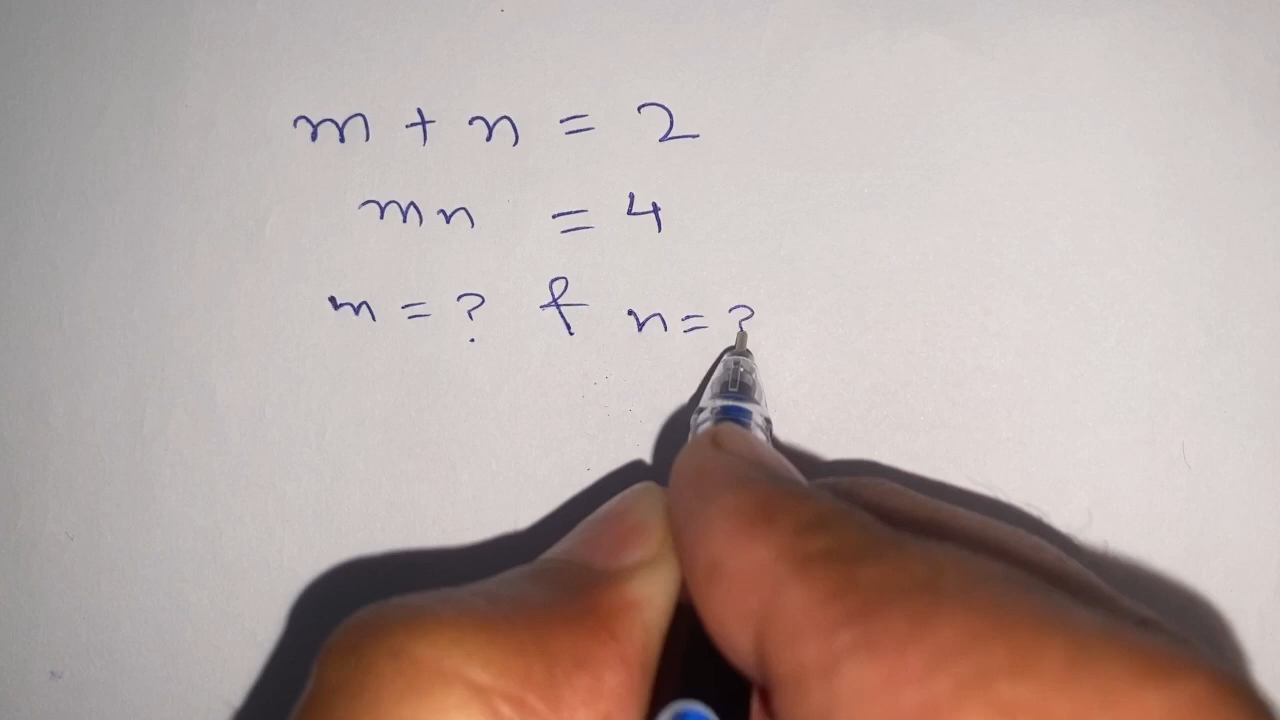 m + n = 2
mn = 4
m = ? & n = ?